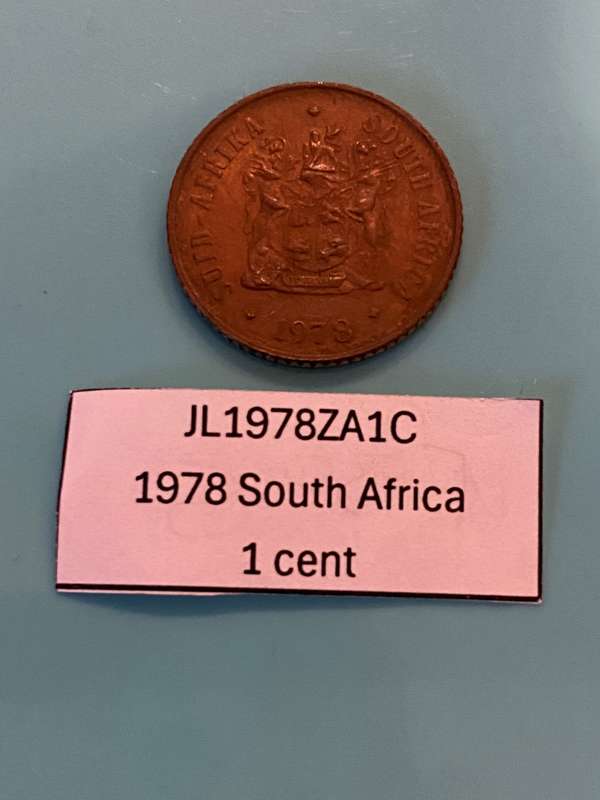 SUID-AFRIKA · SOUTH AFRICA
· 1978 ·
JL1978ZA1C
1978 South Africa
1 cent